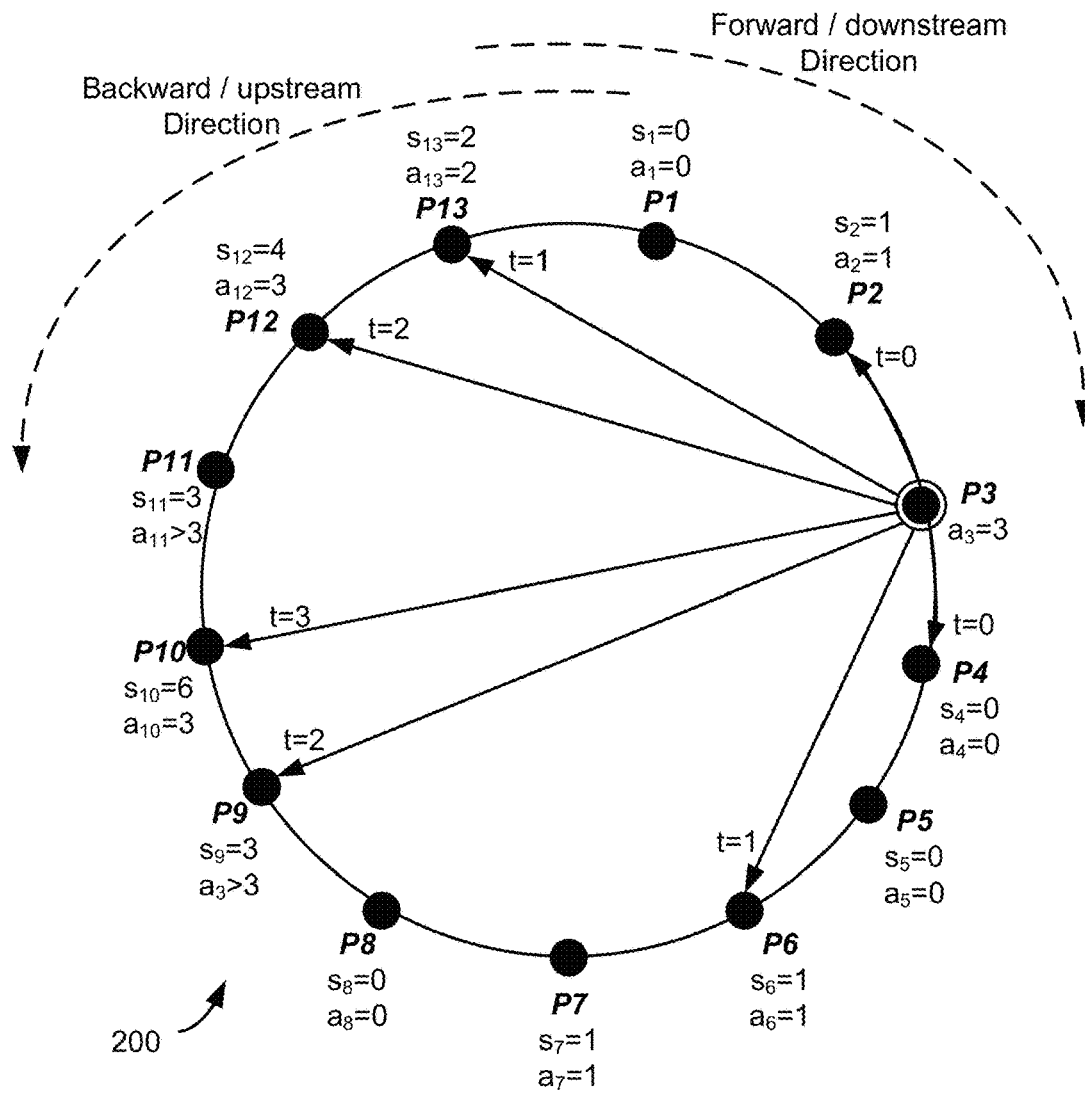 Forward / downstream
Direction
Backward / upstream
Direction
s₁₃=2
a₁₃=2
P13
s₁=0
a₁=0
P1
s₂=1
a₂=1
P2
s₁₂=4
a₁₂=3
P12
t=1
t=2
t=0
P11
s₁₁=3
a₁₁>3
P3
a₃=3
t=3
t=0
P10
s₁₀=6
a₁₀=3
P4
s₄=0
a₄=0
t=2
P9
s₉=3
a₃>3
t=1
P5
s₅=0
a₅=0
P8
s₈=0
a₈=0
P6
s₆=1
a₆=1
P7
s₇=1
a₇=1
200